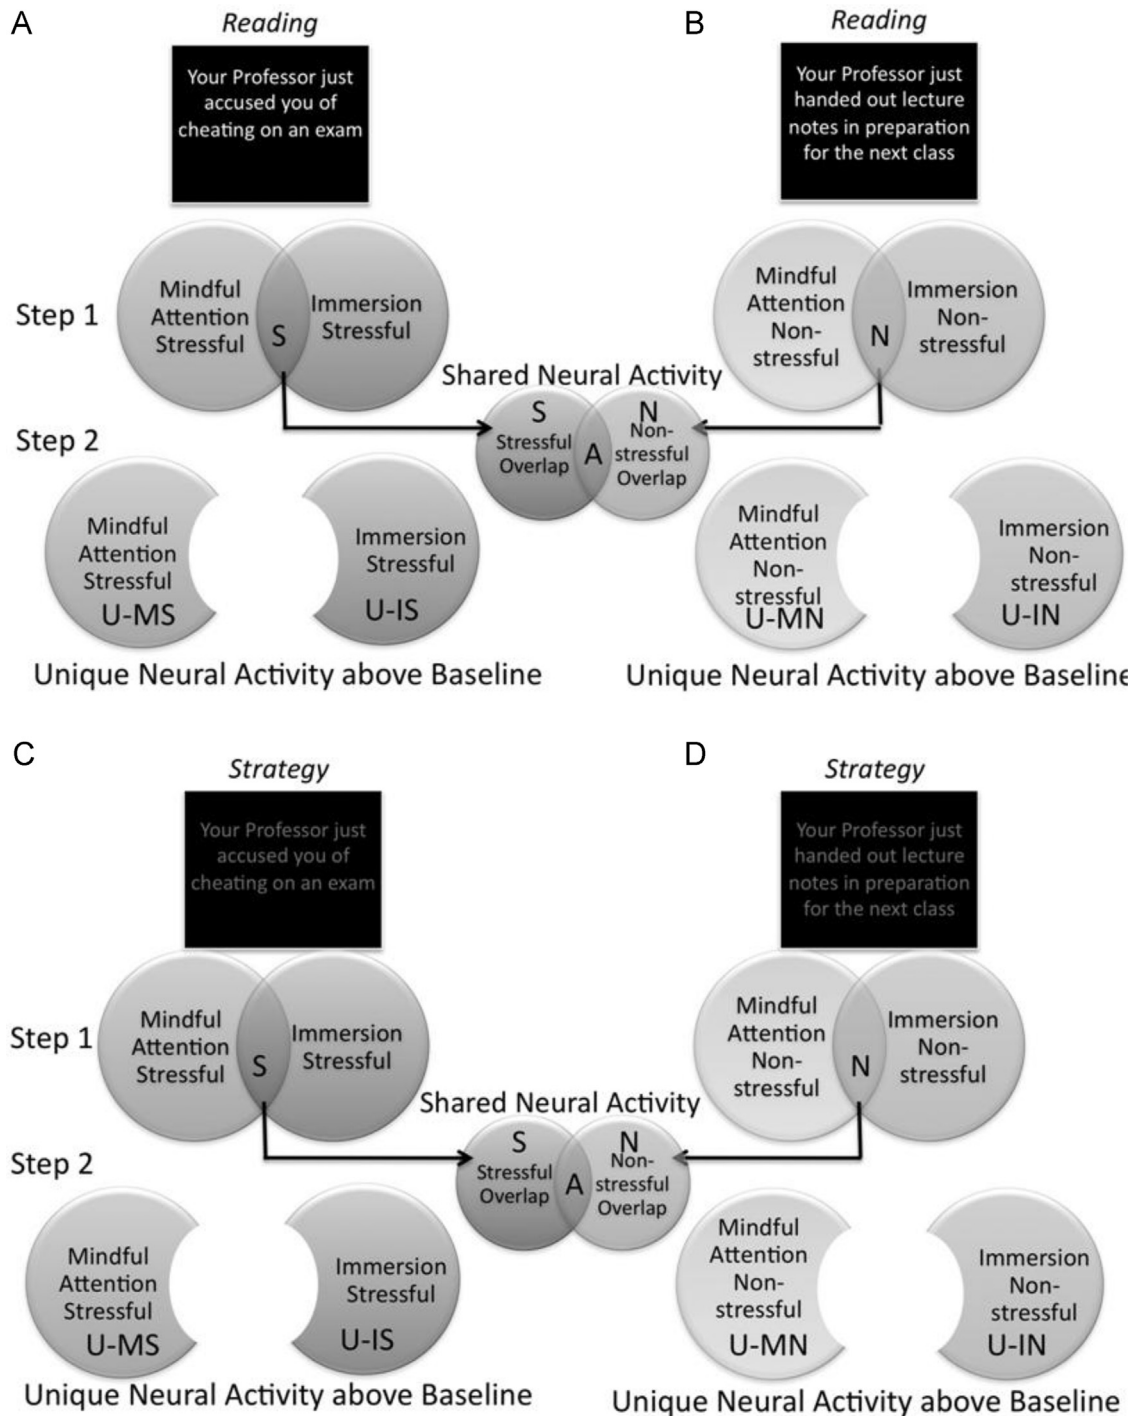 A
Reading
Your Professor just
accused you of
cheating on an exam
Step 1
Mindful
Attention
Stressful
S
Immersion
Stressful
B
Reading
Your Professor just
handed out lecture
notes in preparation
for the next class
Mindful
Attention
Non-
stressful
N
Immersion
Non-
stressful
Shared Neural Activity
S
Stressful
Overlap
A
N
Non-
stressful
Overlap
Step 2
Mindful
Attention
Stressful
U-MS
Immersion
Stressful
U-IS
Unique Neural Activity above Baseline
Mindful
Attention
Non-
stressful
U-MN
Immersion
Non-
stressful
U-IN
Unique Neural Activity above Baseline
C
Strategy
Your Professor just
accused you of
cheating on an exam
Step 1
Mindful
Attention
Stressful
S
Immersion
Stressful
D
Strategy
Your Professor just
handed out lecture
notes in preparation
for the next class
Mindful
Attention
Non-
stressful
N
Immersion
Non-
stressful
Shared Neural Activity
S
Stressful
Overlap
A
N
Non-
stressful
Overlap
Step 2
Mindful
Attention
Stressful
U-MS
Immersion
Stressful
U-IS
Unique Neural Activity above Baseline
Mindful
Attention
Non-
stressful
U-MN
Immersion
Non-
stressful
U-IN
Unique Neural Activity above Baseline